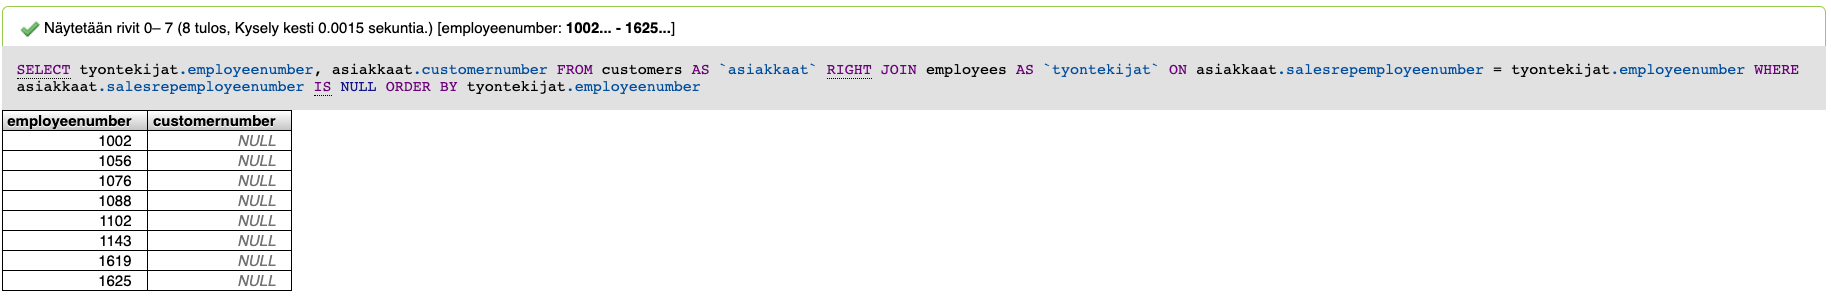 Näytetään rivit 0– 7 (8 tulos, Kysely kesti 0.0015 sekuntia.) [employeenumber: 1002... - 1625...]
SELECT tyontekijat.employeenumber, asiakkaat.customernumber FROM customers AS `asiakkaat` RIGHT JOIN employees AS `tyontekijat` ON asiakkaat.salesrepemployeenumber = tyontekijat.employeenumber WHERE
asiakkaat.salesrepemployeenumber IS NULL ORDER BY tyontekijat.employeenumber
employeenumber customernumber
1002 NULL
1056 NULL
1076 NULL
1088 NULL
1102 NULL
1143 NULL
1619 NULL
1625 NULL